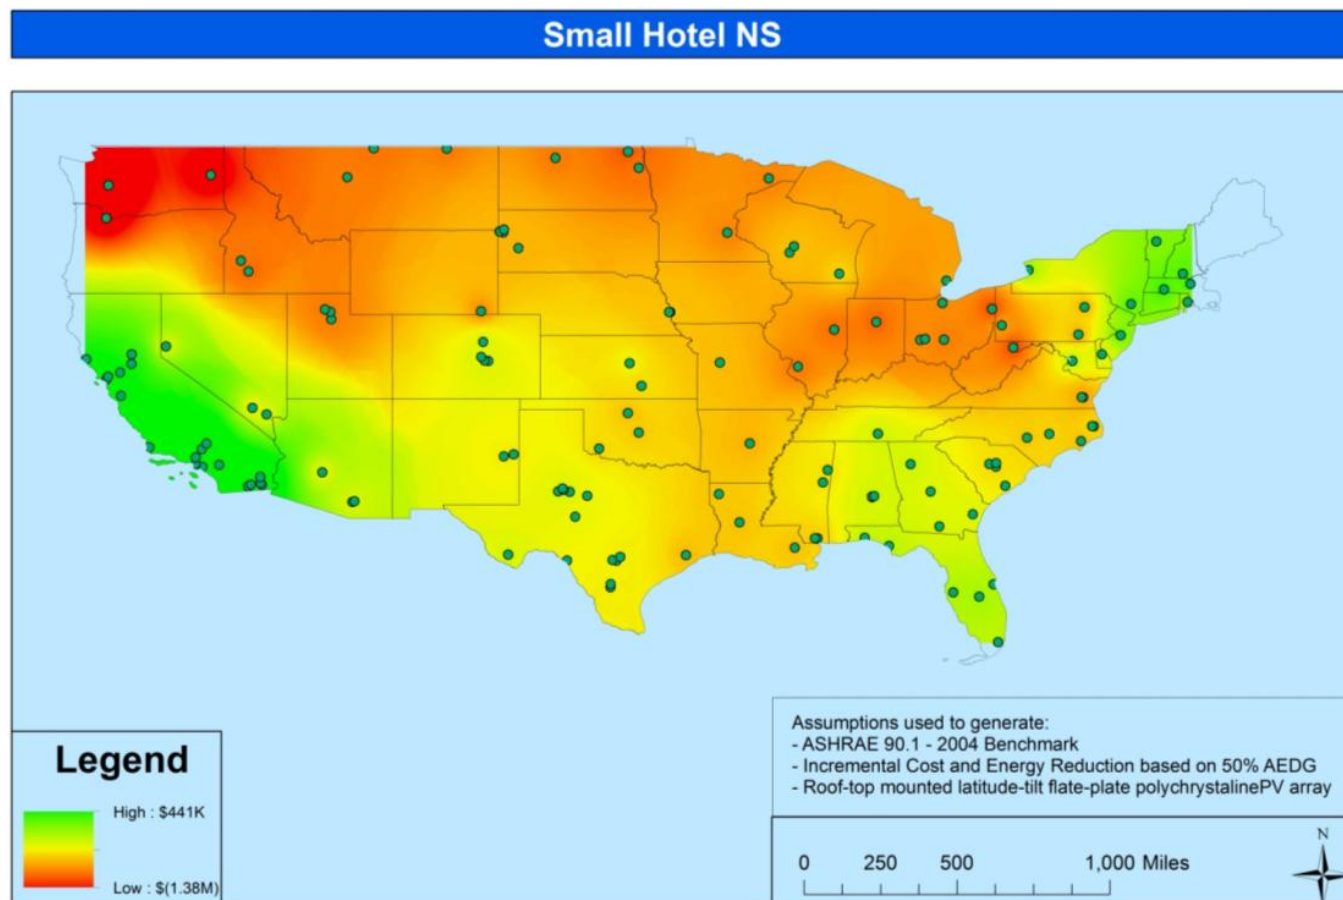 Small Hotel NS
Assumptions used to generate:
- ASHRAE 90.1 - 2004 Benchmark
- Incremental Cost and Energy Reduction based on 50% AEDG
- Roof-top mounted latitude-tilt flate-plate polychrystalinePV array
Legend
High : $441K
Low : $(1.38M)
N
0 250 500 1,000 Miles